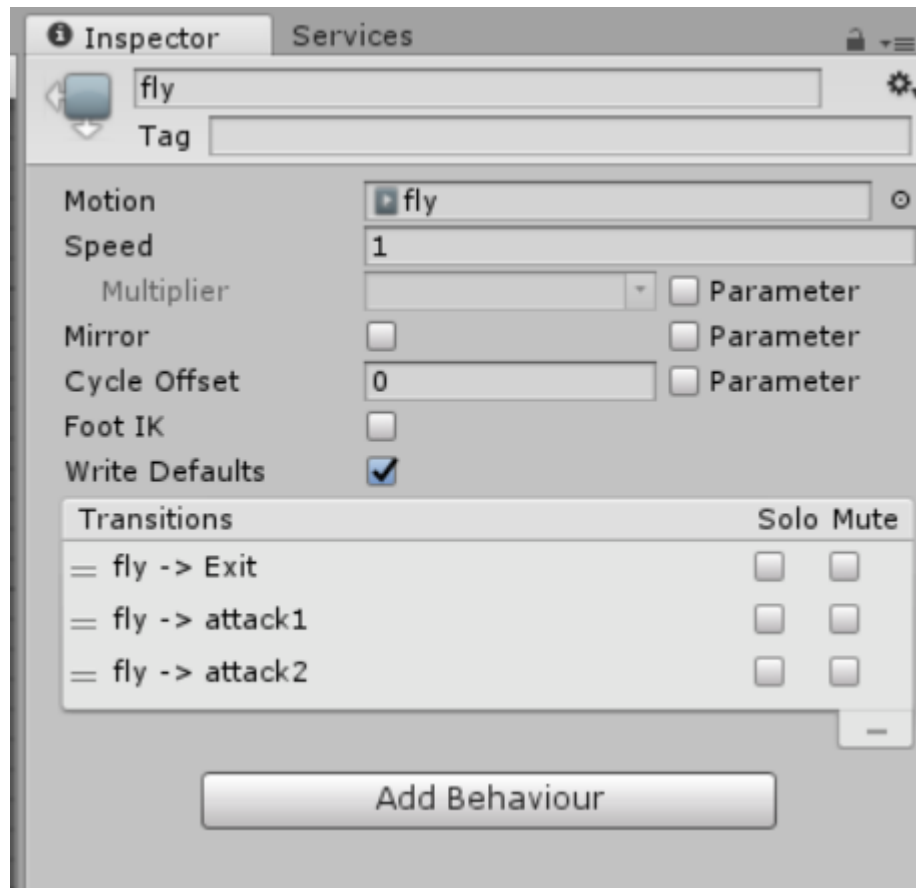 Inspector Services
fly
Tag
Motion fly
Speed 1
Multiplier Parameter
Mirror Parameter
Cycle Offset 0 Parameter
Foot IK
Write Defaults
Transitions Solo Mute
fly -> Exit
fly -> attack1
fly -> attack2
Add Behaviour